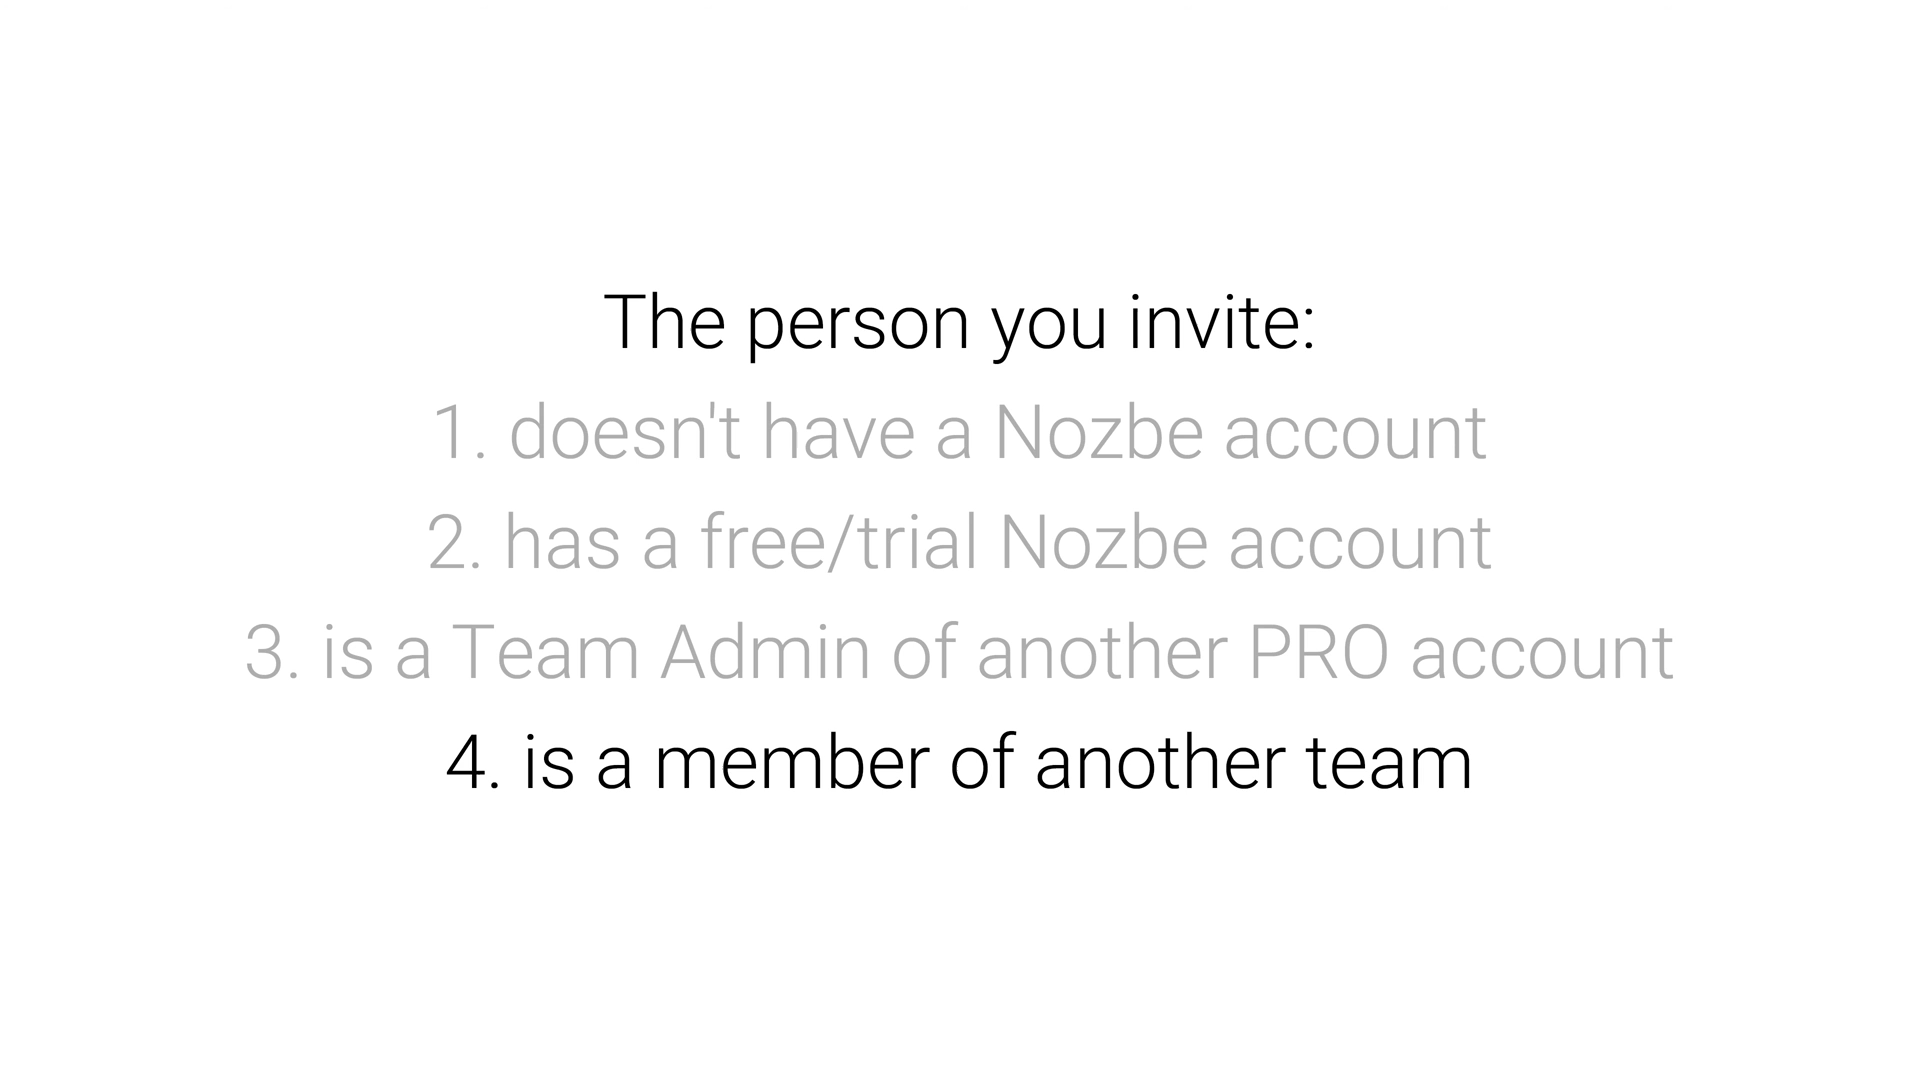 The person you invite:
1. doesn't have a Nozbe account
2. has a free/trial Nozbe account
3. is a Team Admin of another PRO account
4. is a member of another team